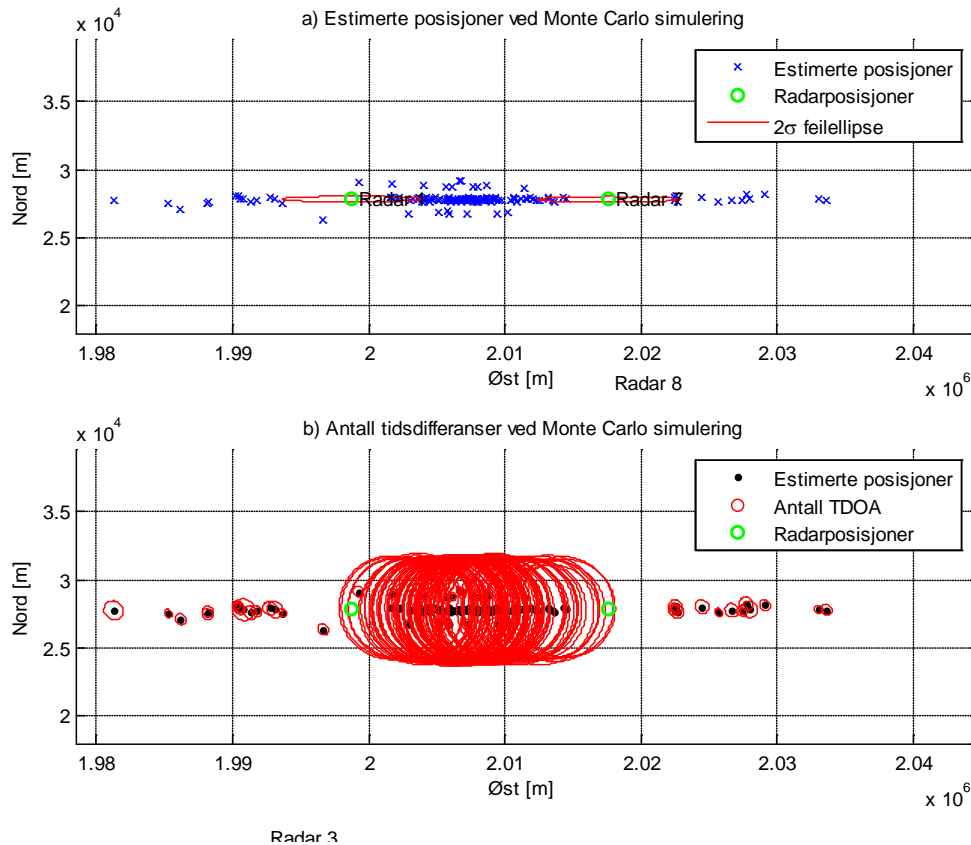 a) Estimerte posisjoner ved Monte Carlo simulering
x 10^4
Estimerte posisjoner
Radarposisjoner
2σ feilellipse
3.5
3
2.5
2
Nord [m]
Radar 7
1.98
1.99
2
2.01
2.02
2.03
2.04
Øst [m]
Radar 8
x 10^6
b) Antall tidsdifferanser ved Monte Carlo simulering
x 10^4
Estimerte posisjoner
Antall TDOA
Radarposisjoner
3.5
3
2.5
2
Nord [m]
1.98
1.99
2
2.01
2.02
2.03
2.04
Øst [m]
x 10^6
Radar 3